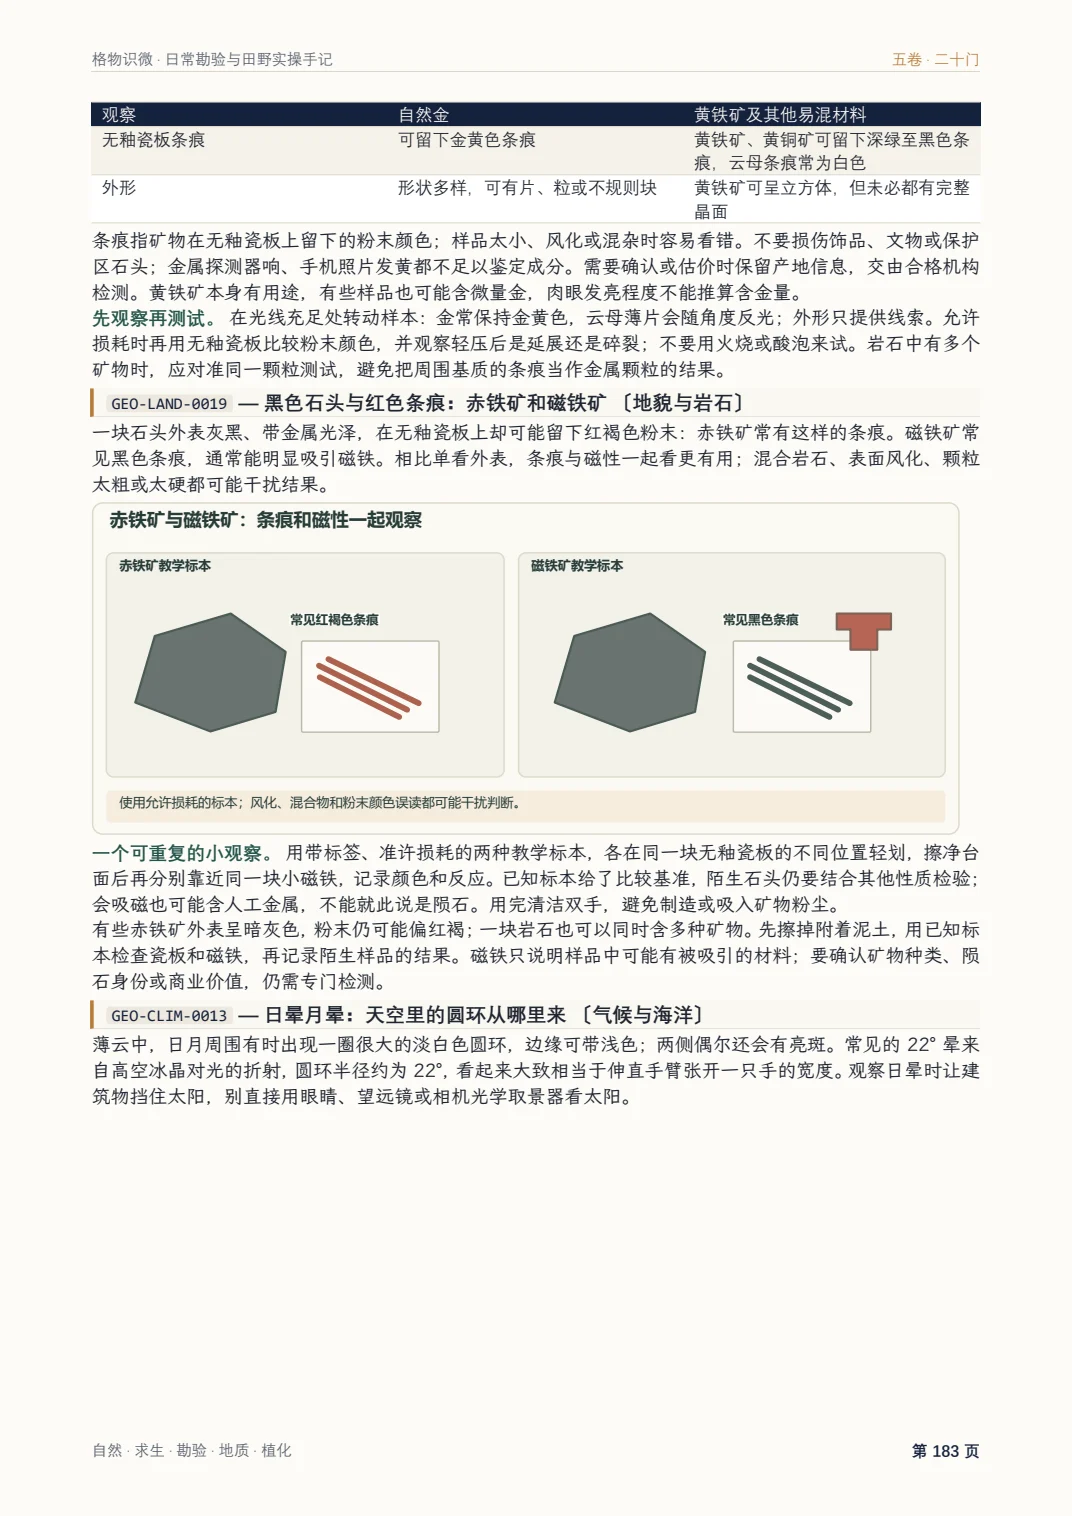 格物识微 · 日常勘验与田野实操手记
五卷 · 二十门
观察 自然金 黄铁矿及其他易混材料
无釉瓷板条痕 可留下金黄色条痕 黄铁矿、黄铜矿可留下深绿至黑色条
痕，云母条痕常为白色
外形 形状多样，可有片、粒或不规则块 黄铁矿可呈立方体，但未必都有完整
晶面
条痕指矿物在无釉瓷板上留下的粉末颜色；样品太小、风化或混杂时容易看错。不要损伤饰品、文物或保护
区石头；金属探测器响、手机照片发黄都不足以鉴定成分。需要确认或估价时保留产地信息，交由合格机构
检测。黄铁矿本身有用途，有些样品也可能含微量金，肉眼发亮程度不能推算含金量。
先观察再测试。 在光线充足处转动样本：金常保持金黄色，云母薄片会随角度反光；外形只提供线索。允许
损耗时再用无釉瓷板比较粉末颜色，并观察轻压后是延展还是碎裂；不要用火烧或酸泡来试。岩石中有多个
矿物时，应对准同一颗粒测试，避免把周围基质的条痕当作金属颗粒的结果。
GEO-LAND-0019 — 黑色石头与红色条痕：赤铁矿和磁铁矿 〔地貌与岩石〕
一块石头外表灰黑、带金属光泽，在无釉瓷板上却可能留下红褐色粉末：赤铁矿常有这样的条痕。磁铁矿常
见黑色条痕，通常能明显吸引磁铁。相比单看外表，条痕与磁性一起看更有用；混合岩石、表面风化、颗粒
太粗或太硬都可能干扰结果。
赤铁矿与磁铁矿：条痕和磁性一起观察
赤铁矿教学标本
常见红褐色条痕
磁铁矿教学标本
常见黑色条痕
使用允许损耗的标本；风化、混合物和粉末颜色误读都可能干扰判断。
一个可重复的小观察。 用带标签、准许损耗的两种教学标本，各在同一块无釉瓷板的不同位置轻划，擦净台
面后再分别靠近同一块小磁铁，记录颜色和反应。已知标本给了比较基准，陌生石头仍要结合其他性质检验；
会吸磁也可能含人工金属，不能就此说是陨石。用完清洁双手，避免制造或吸入矿物粉尘。
有些赤铁矿外表呈暗灰色，粉末仍可能偏红褐；一块岩石也可以同时含多种矿物。先擦掉附着泥土，用已知标
本检查瓷板和磁铁，再记录陌生样品的结果。磁铁只说明样品中可能有被吸引的材料；要确认矿物种类、陨
石身份或商业价值，仍需专门检测。
GEO-CLIM-0013 — 日晕月晕：天空里的圆环从哪里来 〔气候与海洋〕
薄云中，日月周围有时出现一圈很大的淡白色圆环，边缘可带浅色；两侧偶尔还会有亮斑。常见的 22° 晕来
自高空冰晶对光的折射，圆环半径约为 22°，看起来大致相当于伸直手臂张开一只手的宽度。观察日晕时让建
筑物挡住太阳，别直接用眼睛、望远镜或相机光学取景器看太阳。
自然 · 求生 · 勘验 · 地质 · 植化
第 183 页